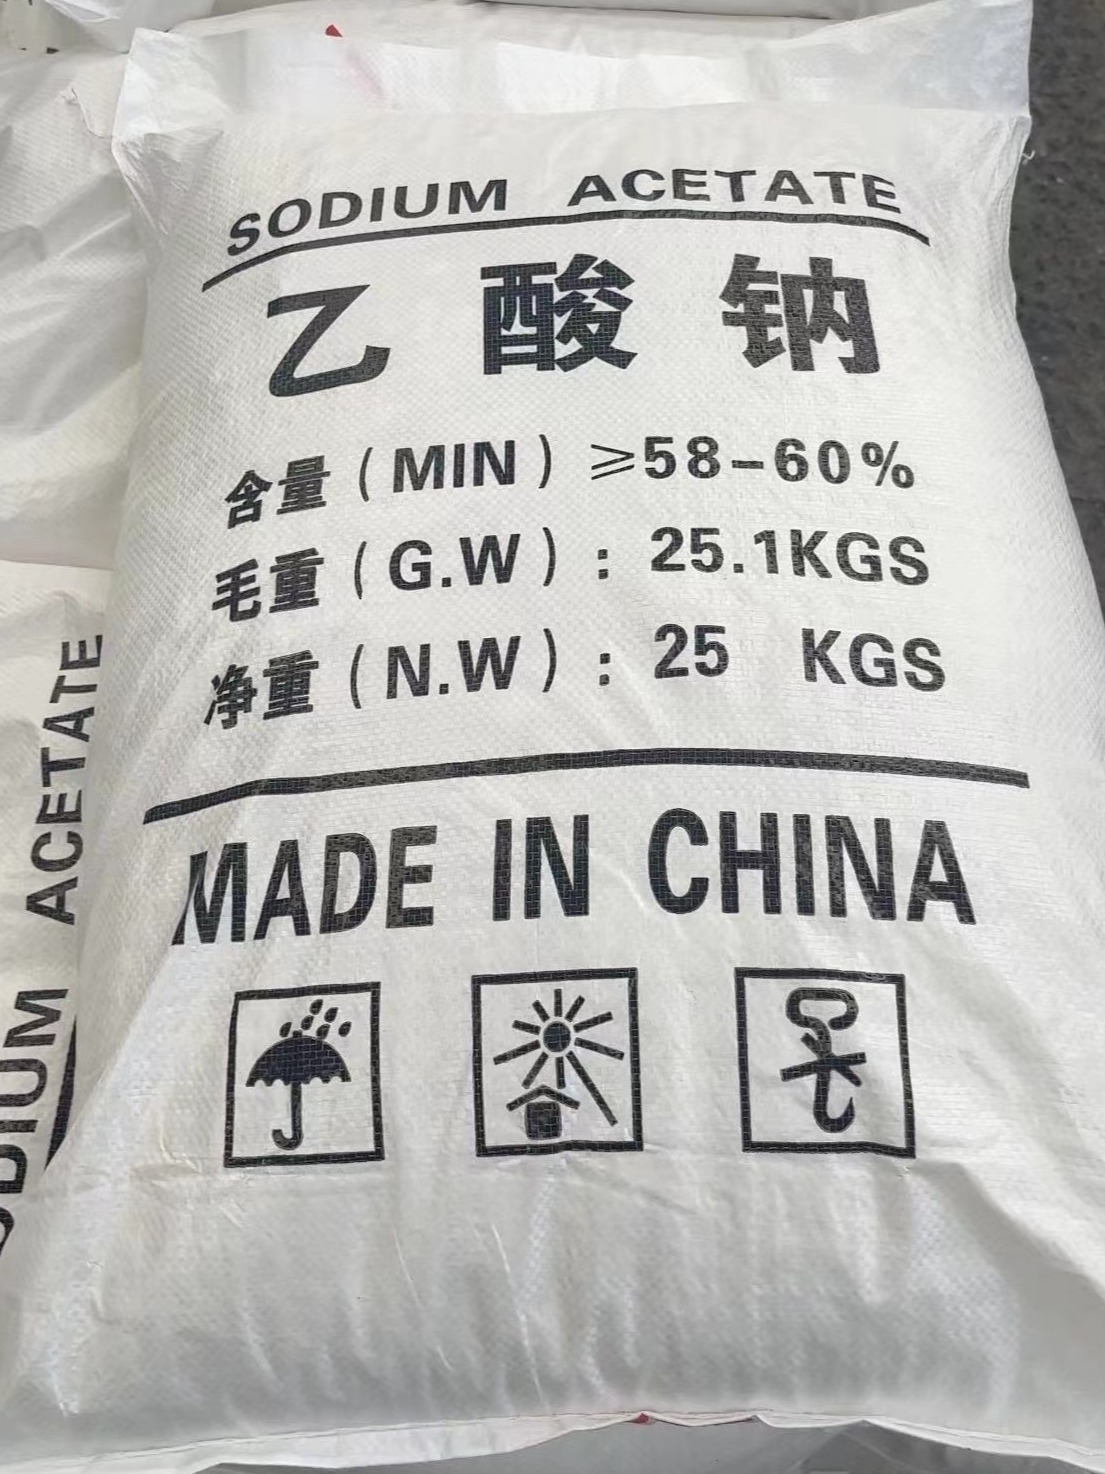 SODIUM ACETATE
乙酸钠
含量(MIN) ≥58-60%
毛重(G.W): 25.1KGS
净重(N.W): 25 KGS
MADE IN CHINA
SODIUM ACETATE